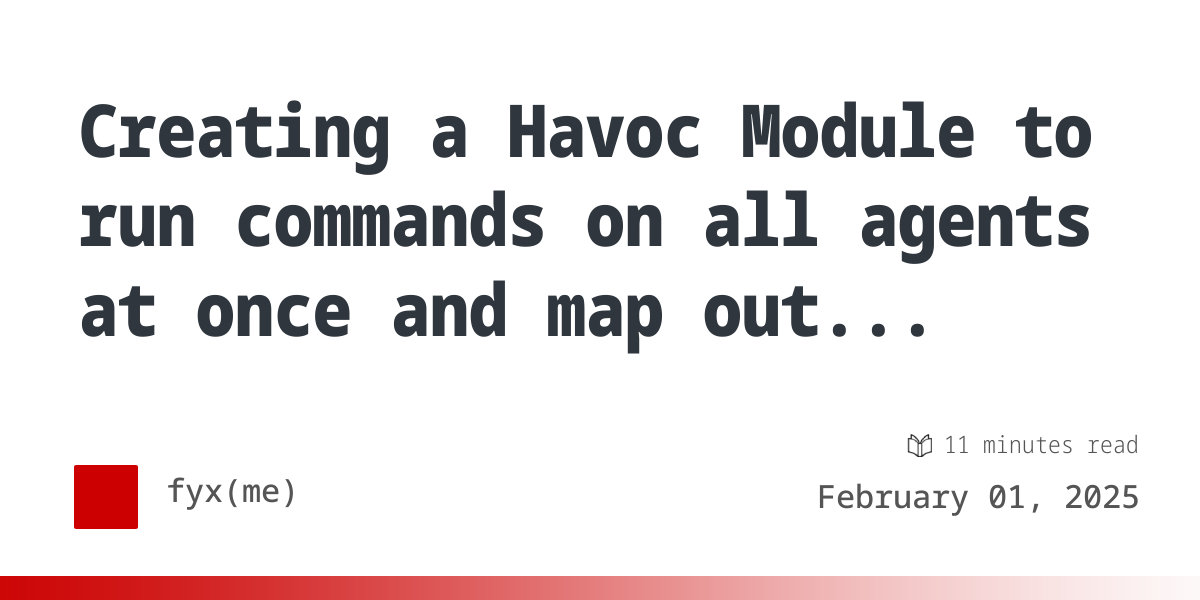 Creating a Havoc Module to
run commands on all agents
at once and map out...
11 minutes read
fyx(me)
February 01, 2025